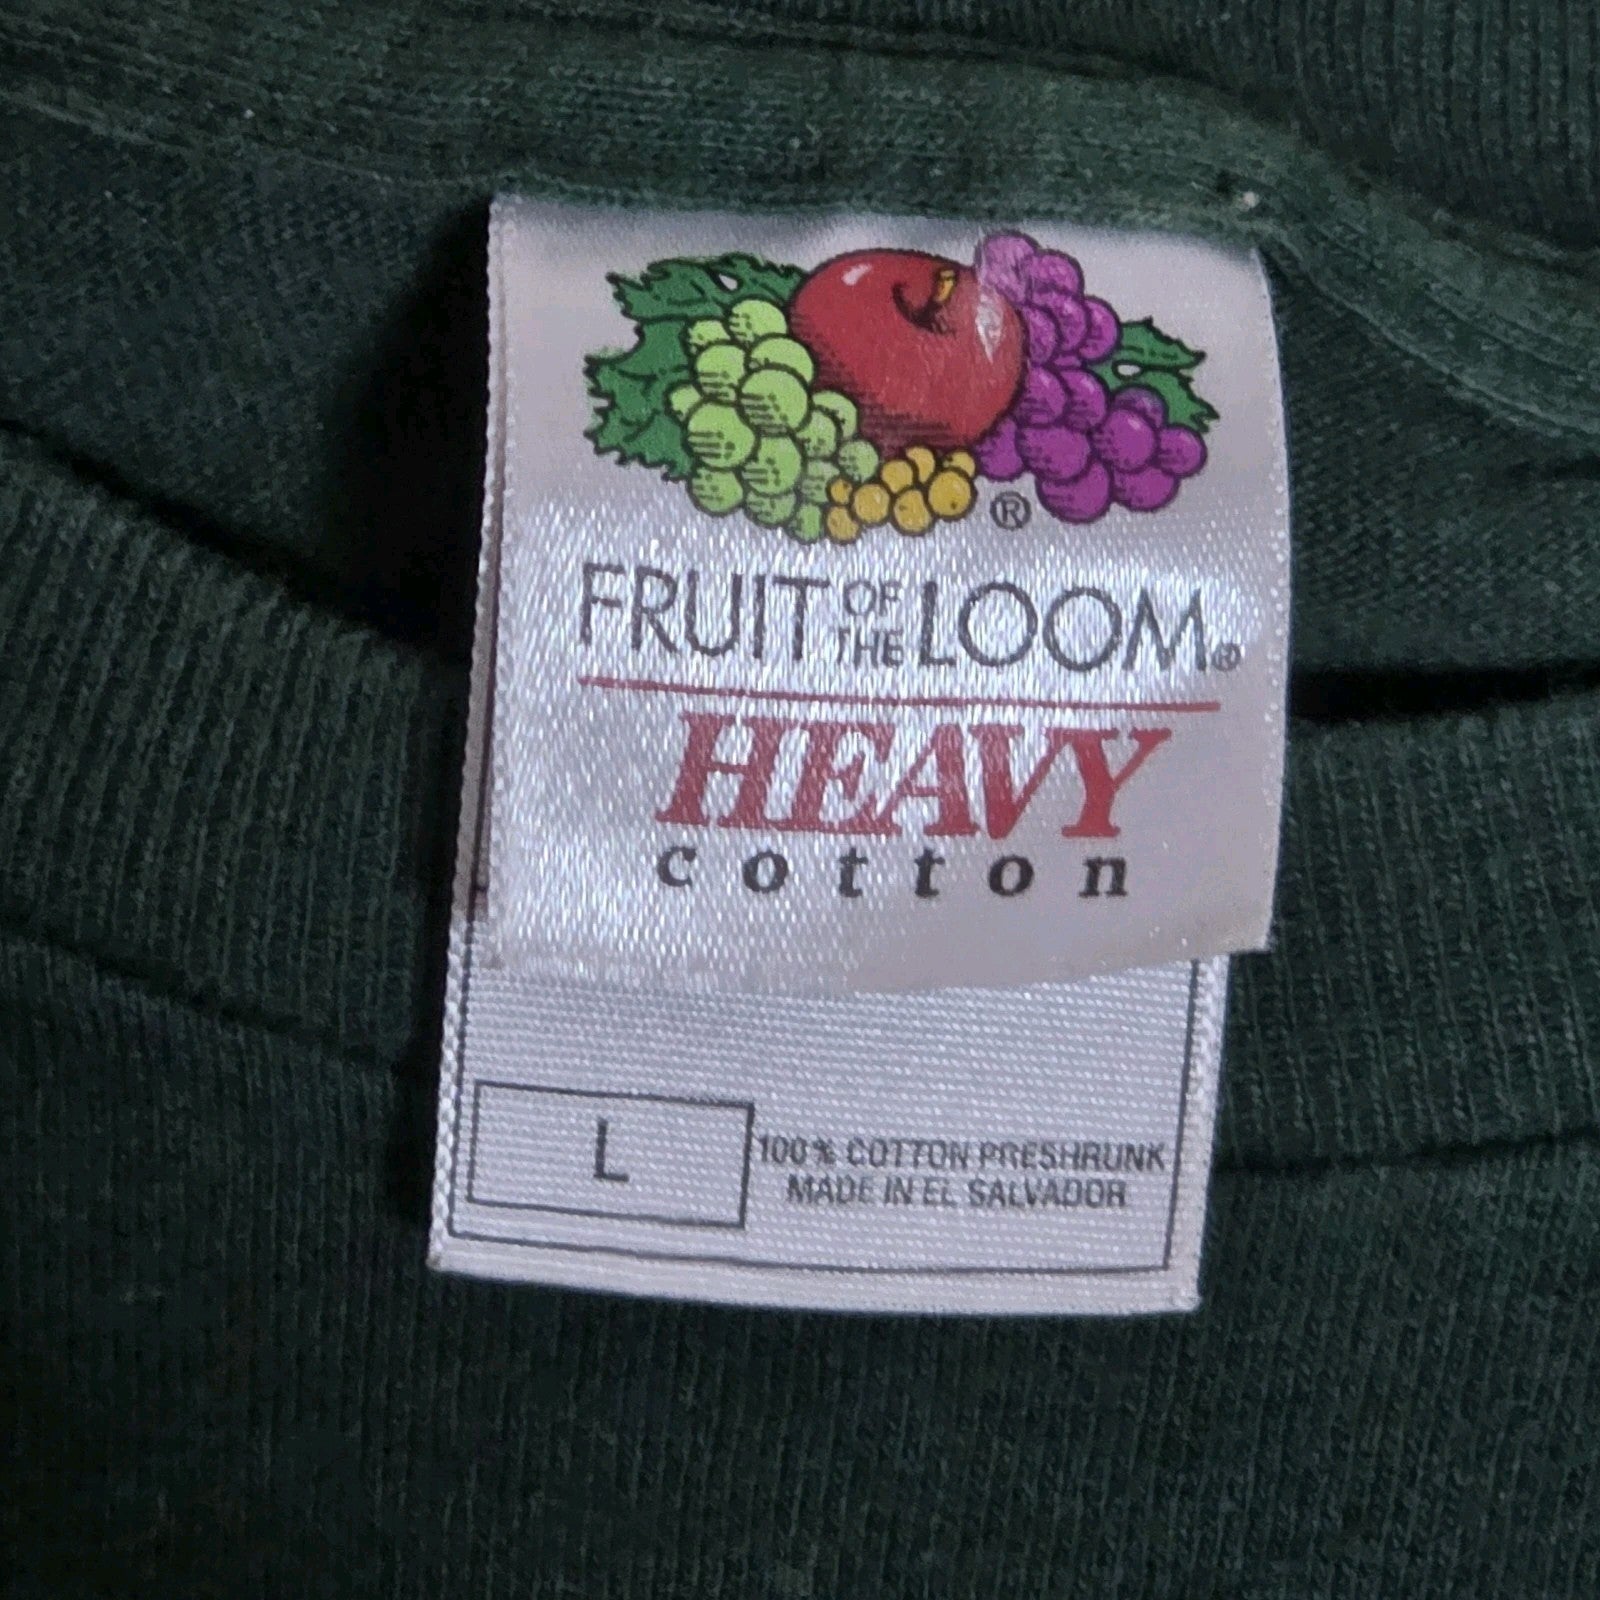 ®
FRUIT OF THE LOOM®
HEAVY
cotton
L
100% COTTON PRESHRUNK
MADE IN EL SALVADOR